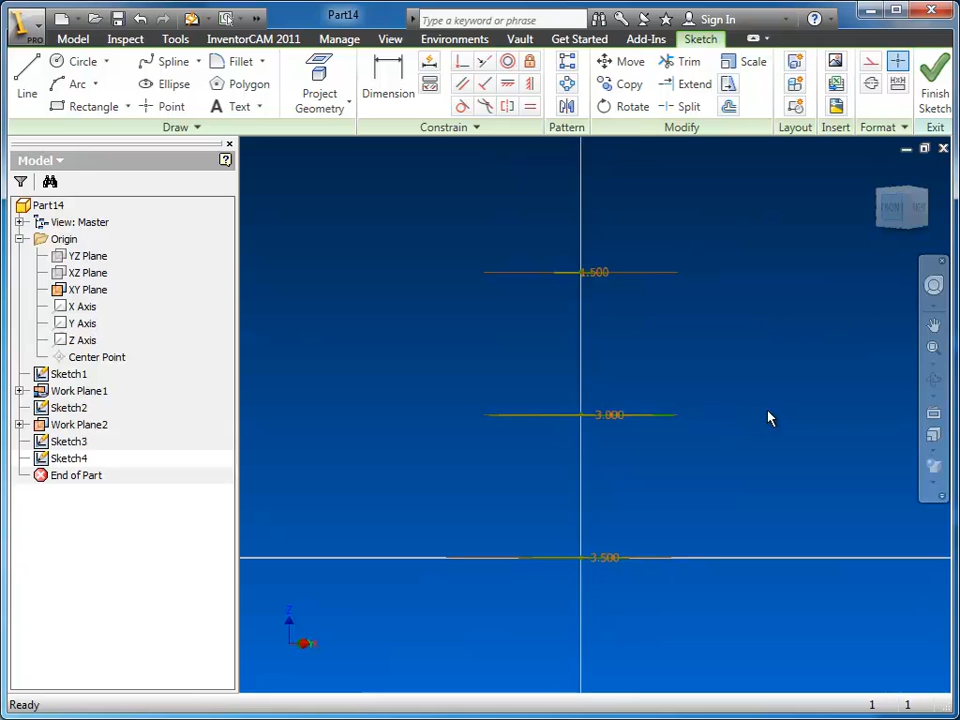 Part14
Type a keyword or phrase
Sign In
PRO
Model Inspect Tools InventorCAM 2011 Manage View Environments Vault Get Started Add-Ins Sketch
Line
Circle
Arc
Rectangle
Spline
Ellipse
Point
Fillet
Polygon
Text
Project
Geometry
Dimension
Move
Copy
Rotate
Trim
Extend
Split
Scale
Finish
Sketch
Draw Constrain Pattern Modify Layout Insert Format Exit
Model
Part14
View: Master
Origin
YZ Plane
XZ Plane
XY Plane
X Axis
Y Axis
Z Axis
Center Point
Sketch1
Work Plane1
Sketch2
Work Plane2
Sketch3
Sketch4
End of Part
1.500
3.000
3.500
FRONT
Z
Ready
1 1